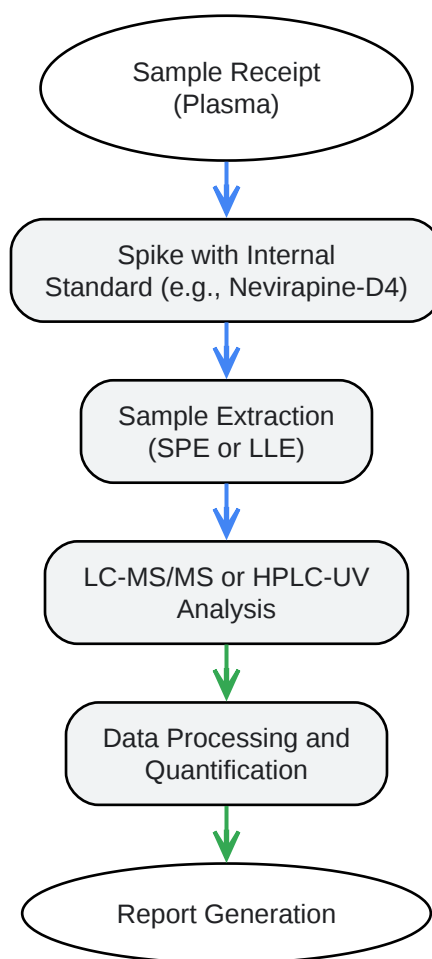 Sample Receipt
(Plasma)
Spike with Internal
Standard (e.g., Nevirapine-D4)
Sample Extraction
(SPE or LLE)
LC-MS/MS or HPLC-UV
Analysis
Data Processing and
Quantification
Report Generation